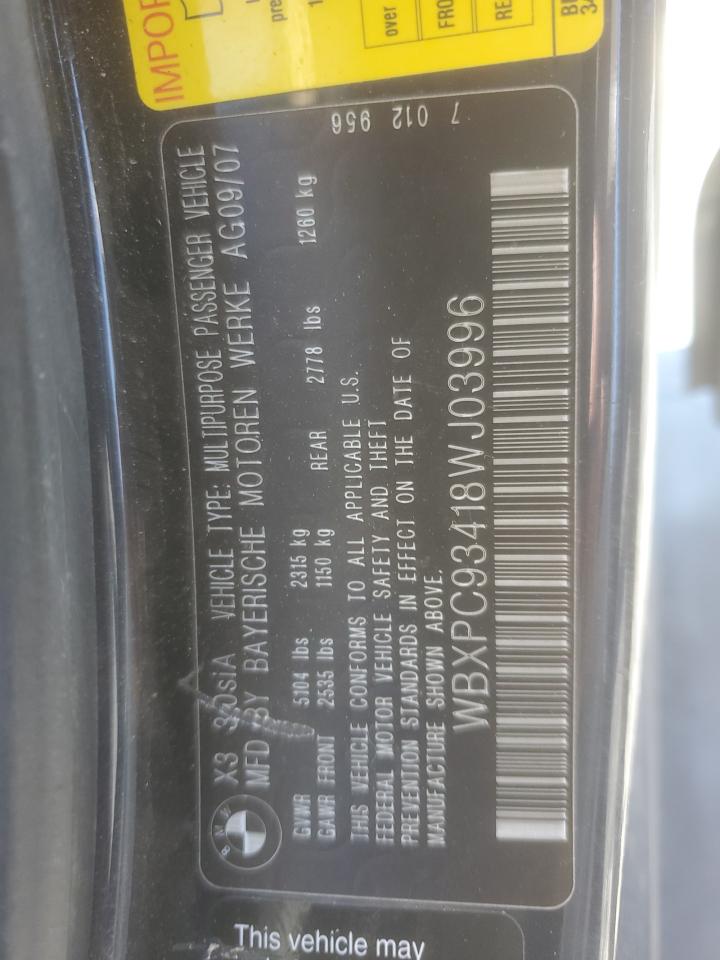 X3 3.0siA VEHICLE TYPE: MULTIPURPOSE PASSENGER VEHICLE
MFD BY BAYERISCHE MOTOREN WERKE AG09/07
GVWR 5104 lbs 2315 kg
GAWR FRONT 2535 lbs 1150 kg REAR 2778 lbs 1260 kg
THIS VEHICLE CONFORMS TO ALL APPLICABLE U.S.
FEDERAL MOTOR VEHICLE SAFETY AND THEFT
PREVENTION STANDARDS IN EFFECT ON THE DATE OF
MANUFACTURE SHOWN ABOVE.
WBXPC93418WJ03996
7 012 956
BMW
This vehicle may
over